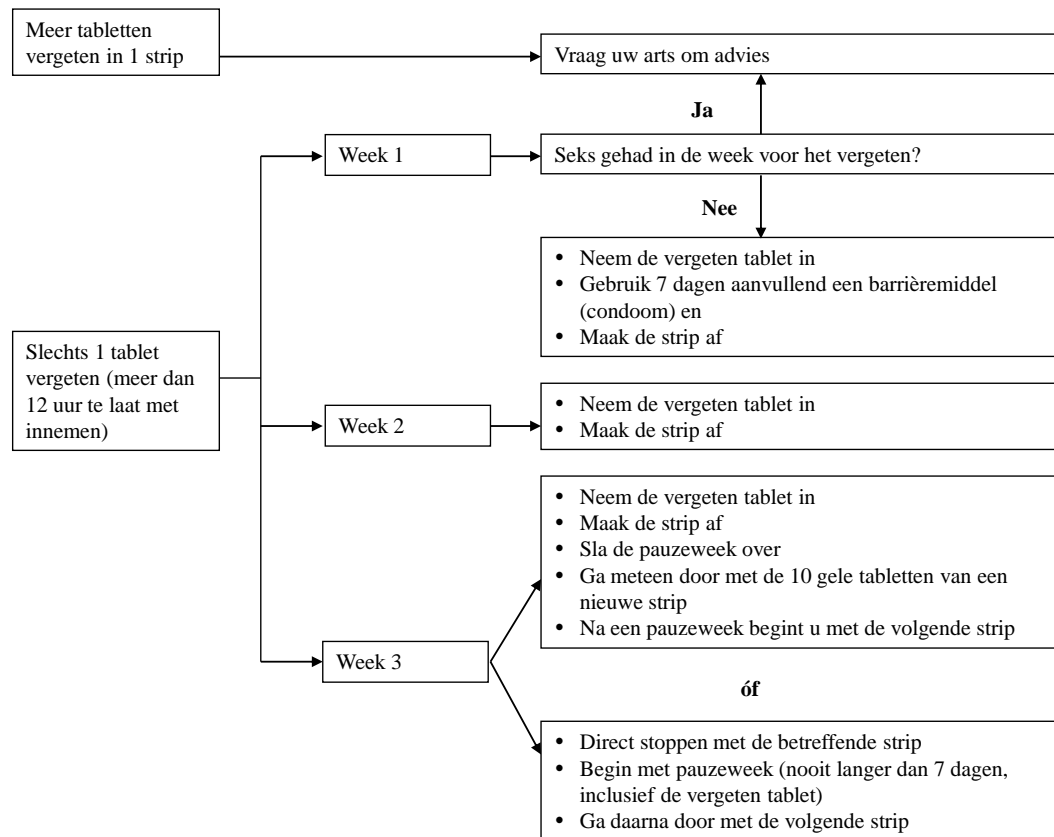 Meer tabletten
vergeten in 1 strip
Vraag uw arts om advies
Ja
Week 1
Seks gehad in de week voor het vergeten?
Nee
• Neem de vergeten tablet in
• Gebruik 7 dagen aanvullend een barrièremiddel
(condoom) en
• Maak de strip af
Slechts 1 tablet
vergeten (meer dan
12 uur te laat met
innemen)
Week 2
• Neem de vergeten tablet in
• Maak de strip af
• Neem de vergeten tablet in
• Maak de strip af
• Sla de pauzeweek over
• Ga meteen door met de 10 gele tabletten van een
nieuwe strip
• Na een pauzeweek begint u met de volgende strip
Week 3
óf
• Direct stoppen met de betreffende strip
• Begin met pauzeweek (nooit langer dan 7 dagen,
inclusief de vergeten tablet)
• Ga daarna door met de volgende strip